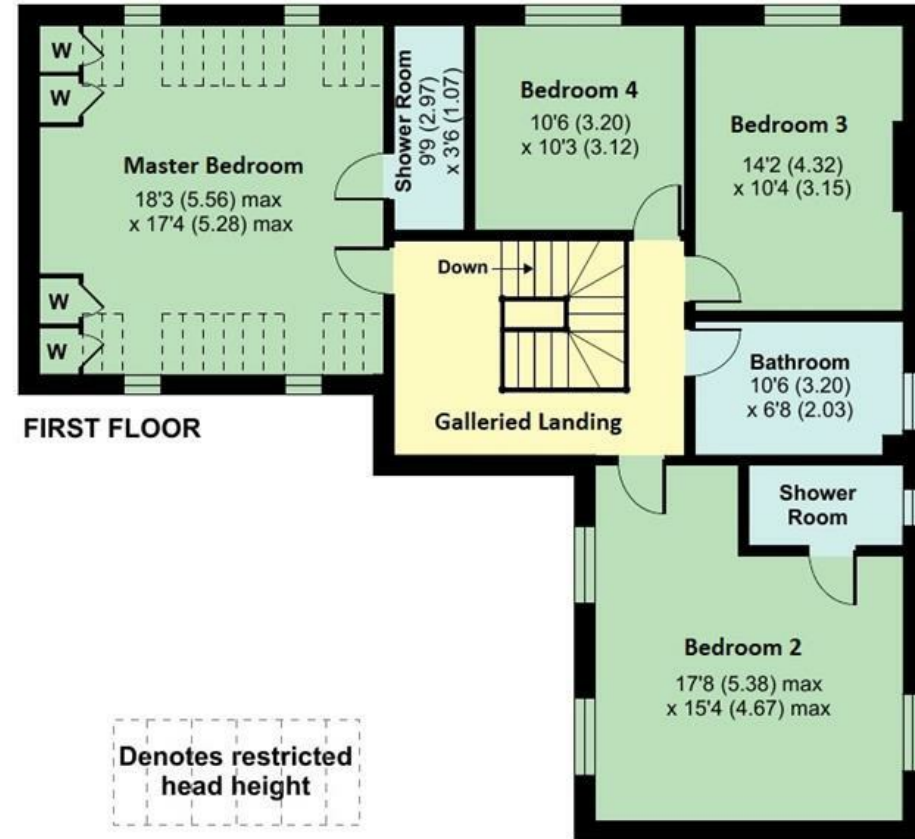 W
W
Master Bedroom
18'3 (5.56) max
x 17'4 (5.28) max
W
W
Shower Room
9'9 (2.97)
x 3'6 (1.07)
Bedroom 4
10'6 (3.20)
x 10'3 (3.12)
Bedroom 3
14'2 (4.32)
x 10'4 (3.15)
Down
Galleried Landing
Bathroom
10'6 (3.20)
x 6'8 (2.03)
FIRST FLOOR
Shower
Room
Bedroom 2
17'8 (5.38) max
x 15'4 (4.67) max
Denotes restricted
head height